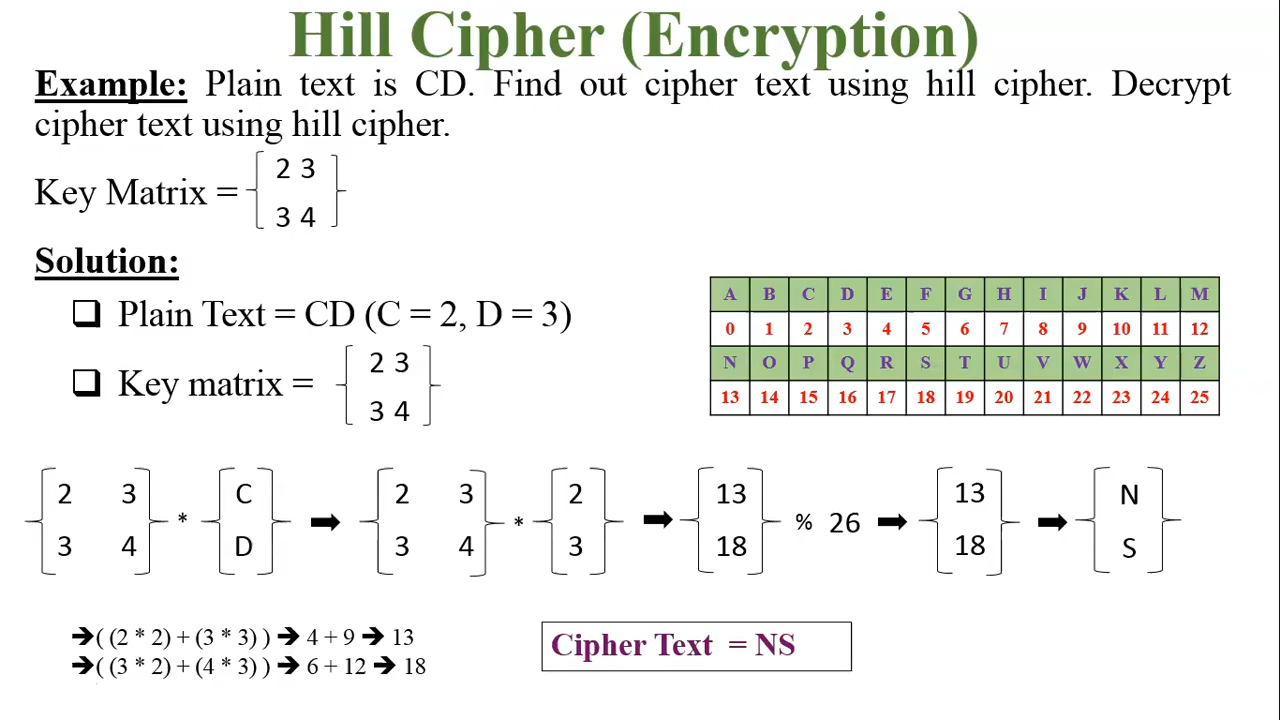 Hill Cipher (Encryption)
Example: Plain text is CD. Find out cipher text using hill cipher. Decrypt
cipher text using hill cipher.
2 3
Key Matrix =
3 4
Solution:
❑ Plain Text = CD (C = 2, D = 3)
2 3
❑ Key matrix =
3 4
A B C D E F G H I J K L M
0 1 2 3 4 5 6 7 8 9 10 11 12
N O P Q R S T U V W X Y Z
13 14 15 16 17 18 19 20 21 22 23 24 25
2 3 C 2 3 2 13 13 N
* ➡ * ➡ % 26 ➡ ➡
3 4 D 3 4 3 18 18 S
➔( (2 * 2) + (3 * 3) ) ➔ 4 + 9 ➔ 13
➔( (3 * 2) + (4 * 3) ) ➔ 6 + 12 ➔ 18
Cipher Text = NS